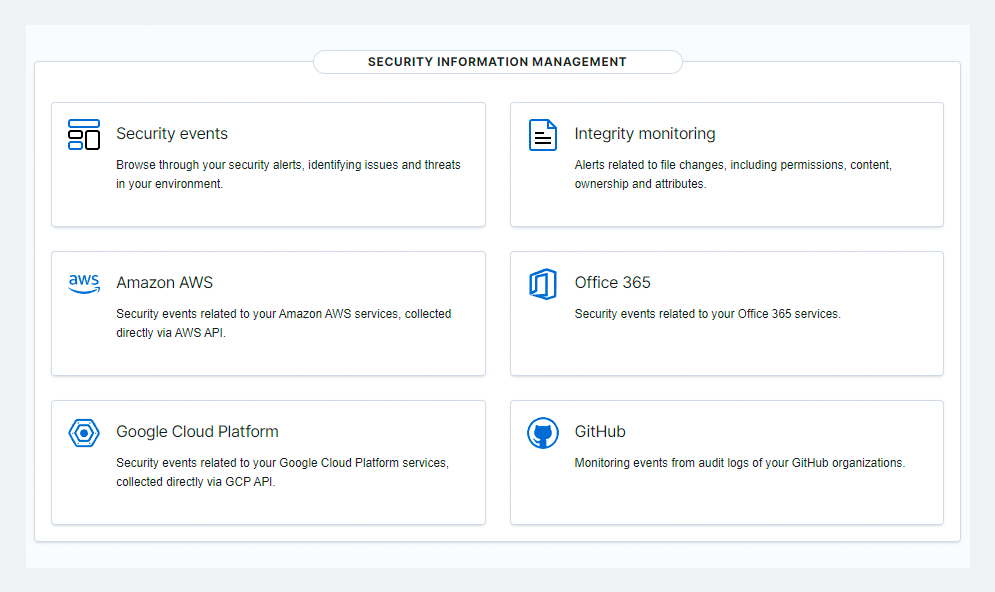 SECURITY INFORMATION MANAGEMENT
Security events
Browse through your security alerts, identifying issues and threats
in your environment.
Integrity monitoring
Alerts related to file changes, including permissions, content,
ownership and attributes.
aws
Amazon AWS
Security events related to your Amazon AWS services, collected
directly via AWS API.
Office 365
Security events related to your Office 365 services.
Google Cloud Platform
Security events related to your Google Cloud Platform services,
collected directly via GCP API.
GitHub
Monitoring events from audit logs of your GitHub organizations.